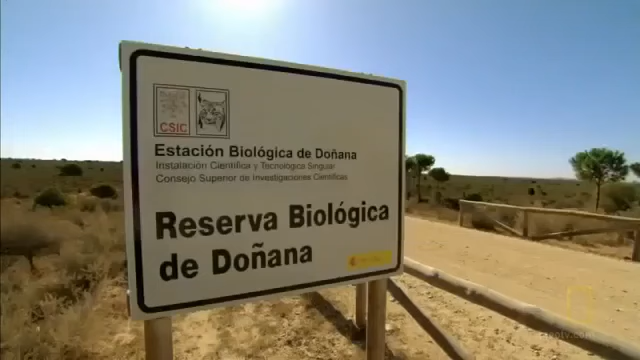 CSIC
Estación Biológica de Doñana
Instalación Científica y Tecnológica Singular
Consejo Superior de Investigaciones Científicas
Reserva Biológica
de Doñana